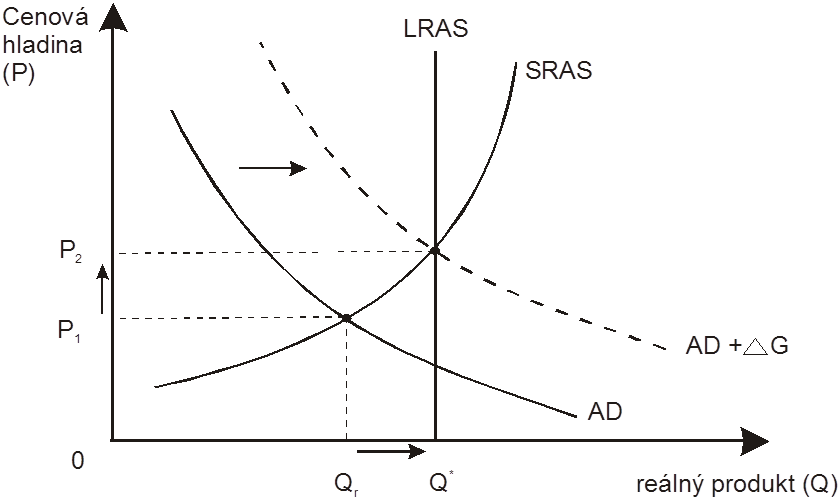 Cenová
hladina
(P)
LRAS
SRAS
P2
P1
AD +△G
AD
0
Qr
Q*
reálný produkt (Q)